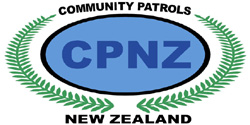 COMMUNITY PATROLS
CPNZ
NEW ZEALAND